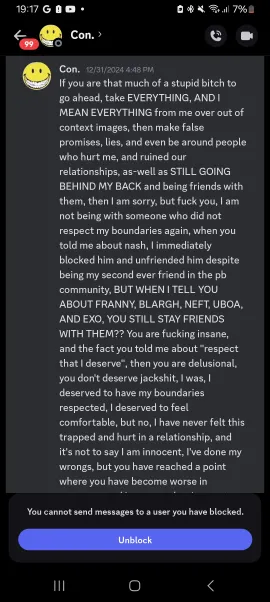 19:17
7%
99
Con.
Con. 12/31/2024 4:48 PM
If you are that much of a stupid bitch to
go ahead, take EVERYTHING, AND I
MEAN EVERYTHING from me over out of
context images, then make false
promises, lies, and even be around people
who hurt me, and ruined our
relationships, as-well as STILL GOING
BEHIND MY BACK and being friends with
them, then I am sorry, but fuck you, I am
not being with someone who did not
respect my boundaries again, when you
told me about nash, I immediately
blocked him and unfriended him despite
being my second ever friend in the pb
community, BUT WHEN I TELL YOU
ABOUT FRANNY, BLARGH, NEFT, UBOA,
AND EXO, YOU STILL STAY FRIENDS
WITH THEM?? You are fucking insane,
and the fact you told me about "respect
that I deserve", then you are delusional,
you don't deserve jackshit, I was, I
deserved to have my boundaries
respected, I deserved to feel
comfortable, but no, I have never felt this
trapped and hurt in a relationship, and
it's not to say I am innocent, I've done my
wrongs, but you have reached a point
where you have become worse in
You cannot send messages to a user you have blocked.
Unblock